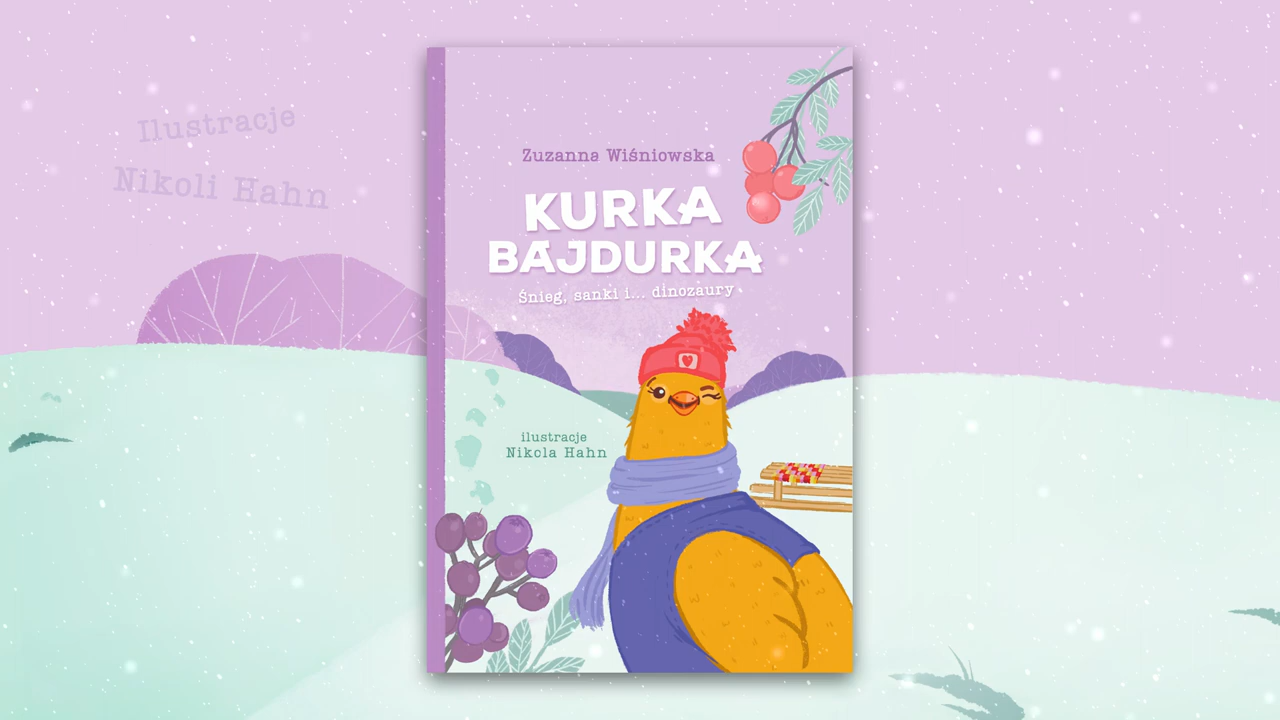 Ilustracje
Nikoli Hahn
Zuzanna Wiśniowska
KURKA
BAJDURKA
Śnieg, sanki i... dinozaury
ilustracje
Nikola Hahn